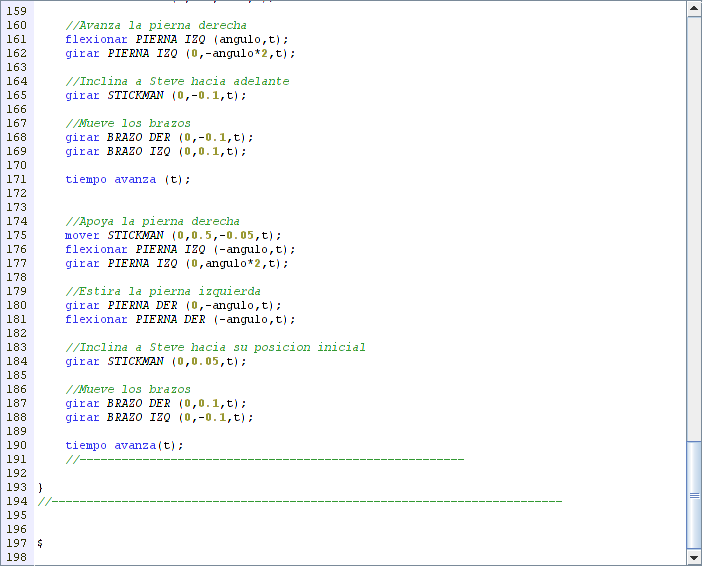 159
160 //Avanza la pierna derecha
161 flexionar PIERNA IZQ (angulo,t);
162 girar PIERNA IZQ (0,-angulo*2,t);
163
164 //Inclina a Steve hacia adelante
165 girar STICKMAN (0,-0.1,t);
166
167 //Mueve los brazos
168 girar BRAZO DER (0,-0.1,t);
169 girar BRAZO IZQ (0,0.1,t);
170
171 tiempo avanza (t);
172
173
174 //Apoya la pierna derecha
175 mover STICKMAN (0,0.5,-0.05,t);
176 flexionar PIERNA IZQ (-angulo,t);
177 girar PIERNA IZQ (0,angulo*2,t);
178
179 //Estira la pierna izquierda
180 girar PIERNA DER (0,-angulo,t);
181 flexionar PIERNA DER (-angulo,t);
182
183 //Inclina a Steve hacia su posicion inicial
184 girar STICKMAN (0,0.05,t);
185
186 //Mueve los brazos
187 girar BRAZO DER (0,0.1,t);
188 girar BRAZO IZQ (0,-0.1,t);
189
190 tiempo avanza(t);
191 //-------------------------------------------------------
192
193 }
194 //-------------------------------------------------------------------------
195
196
197 $
198